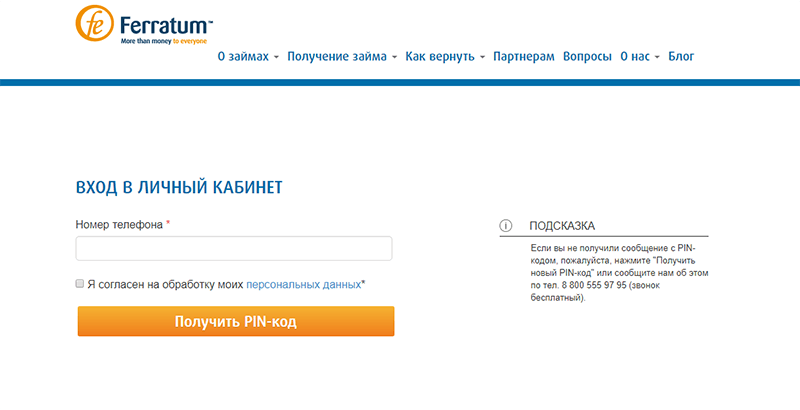 fe Ferratum™
More than money to everyone
О займах Получение займа Как вернуть Партнерам Вопросы О нас Блог
ВХОД В ЛИЧНЫЙ КАБИНЕТ
Номер телефона *
Я согласен на обработку моих персональных данных*
Получить PIN-код
i ПОДСКАЗКА
Если вы не получили сообщение с PIN-
кодом, пожалуйста, нажмите "Получить
новый PIN-код" или сообщите нам об этом
по тел. 8 800 555 97 95 (звонок
бесплатный).